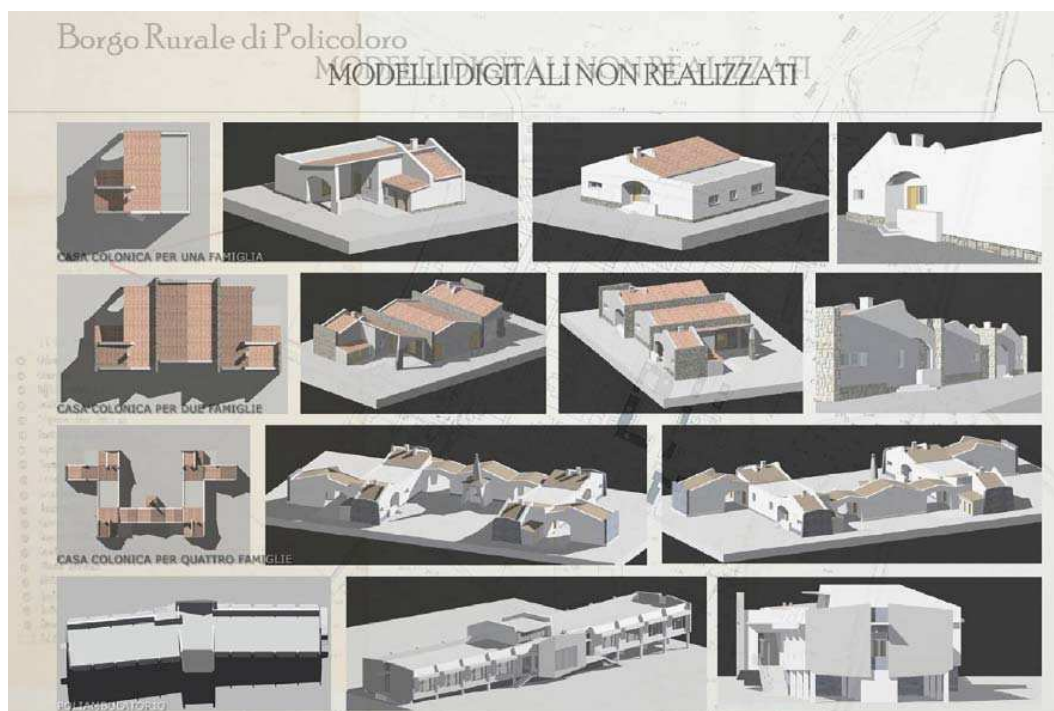 Borgo Rurale di Policoloro
MODELLI DIGITALI NON REALIZZATI
CASA COLONICA PER UNA FAMIGLIA
CASA COLONICA PER DUE FAMIGLIE
CASA COLONICA PER QUATTRO FAMIGLIE
POLIAMBULATORIO